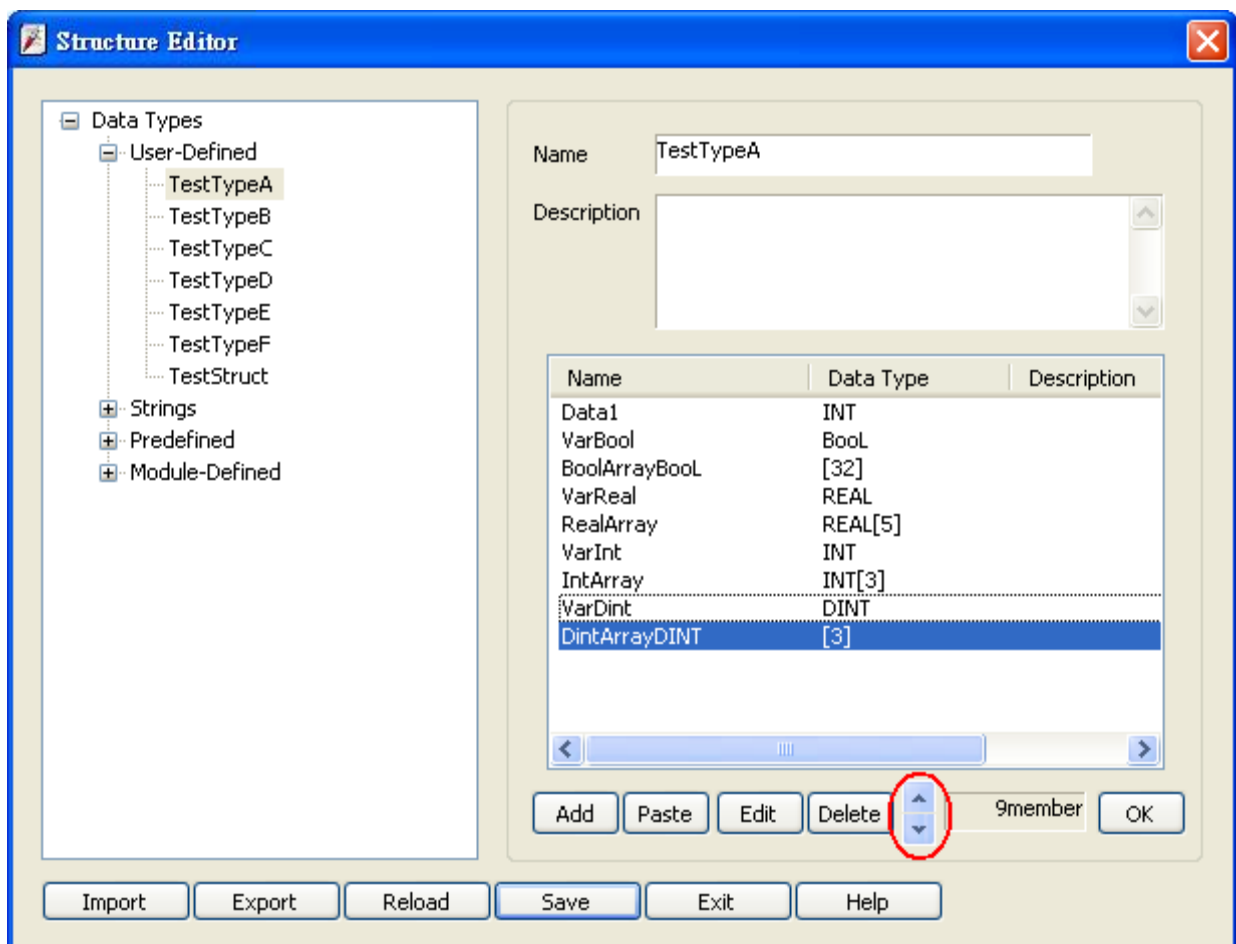 Structure Editor
Data Types
User-Defined
TestTypeA
TestTypeB
TestTypeC
TestTypeD
TestTypeE
TestTypeF
TestStruct
Strings
Predefined
Module-Defined
Name TestTypeA
Description
Name Data Type Description
Data1 INT
VarBool BooL
BoolArrayBooL [32]
VarReal REAL
RealArray REAL[5]
VarInt INT
IntArray INT[3]
VarDint DINT
DintArrayDINT [3]
Add Paste Edit Delete 9member OK
Import Export Reload Save Exit Help